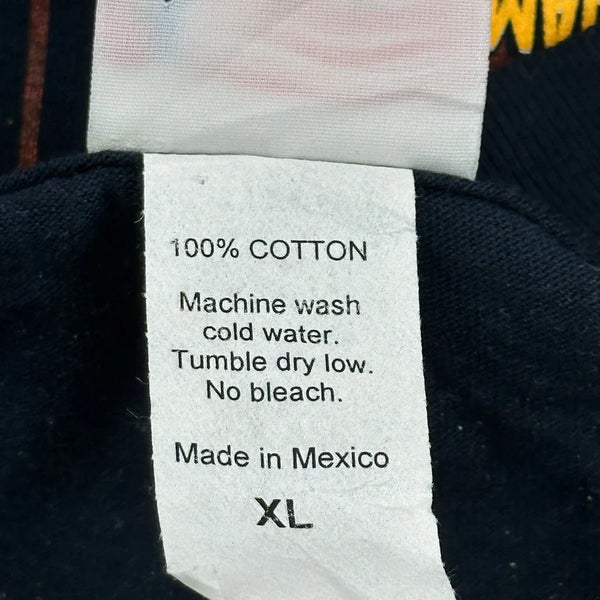 100% COTTON
Machine wash
cold water.
Tumble dry low.
No bleach.
Made in Mexico
XL